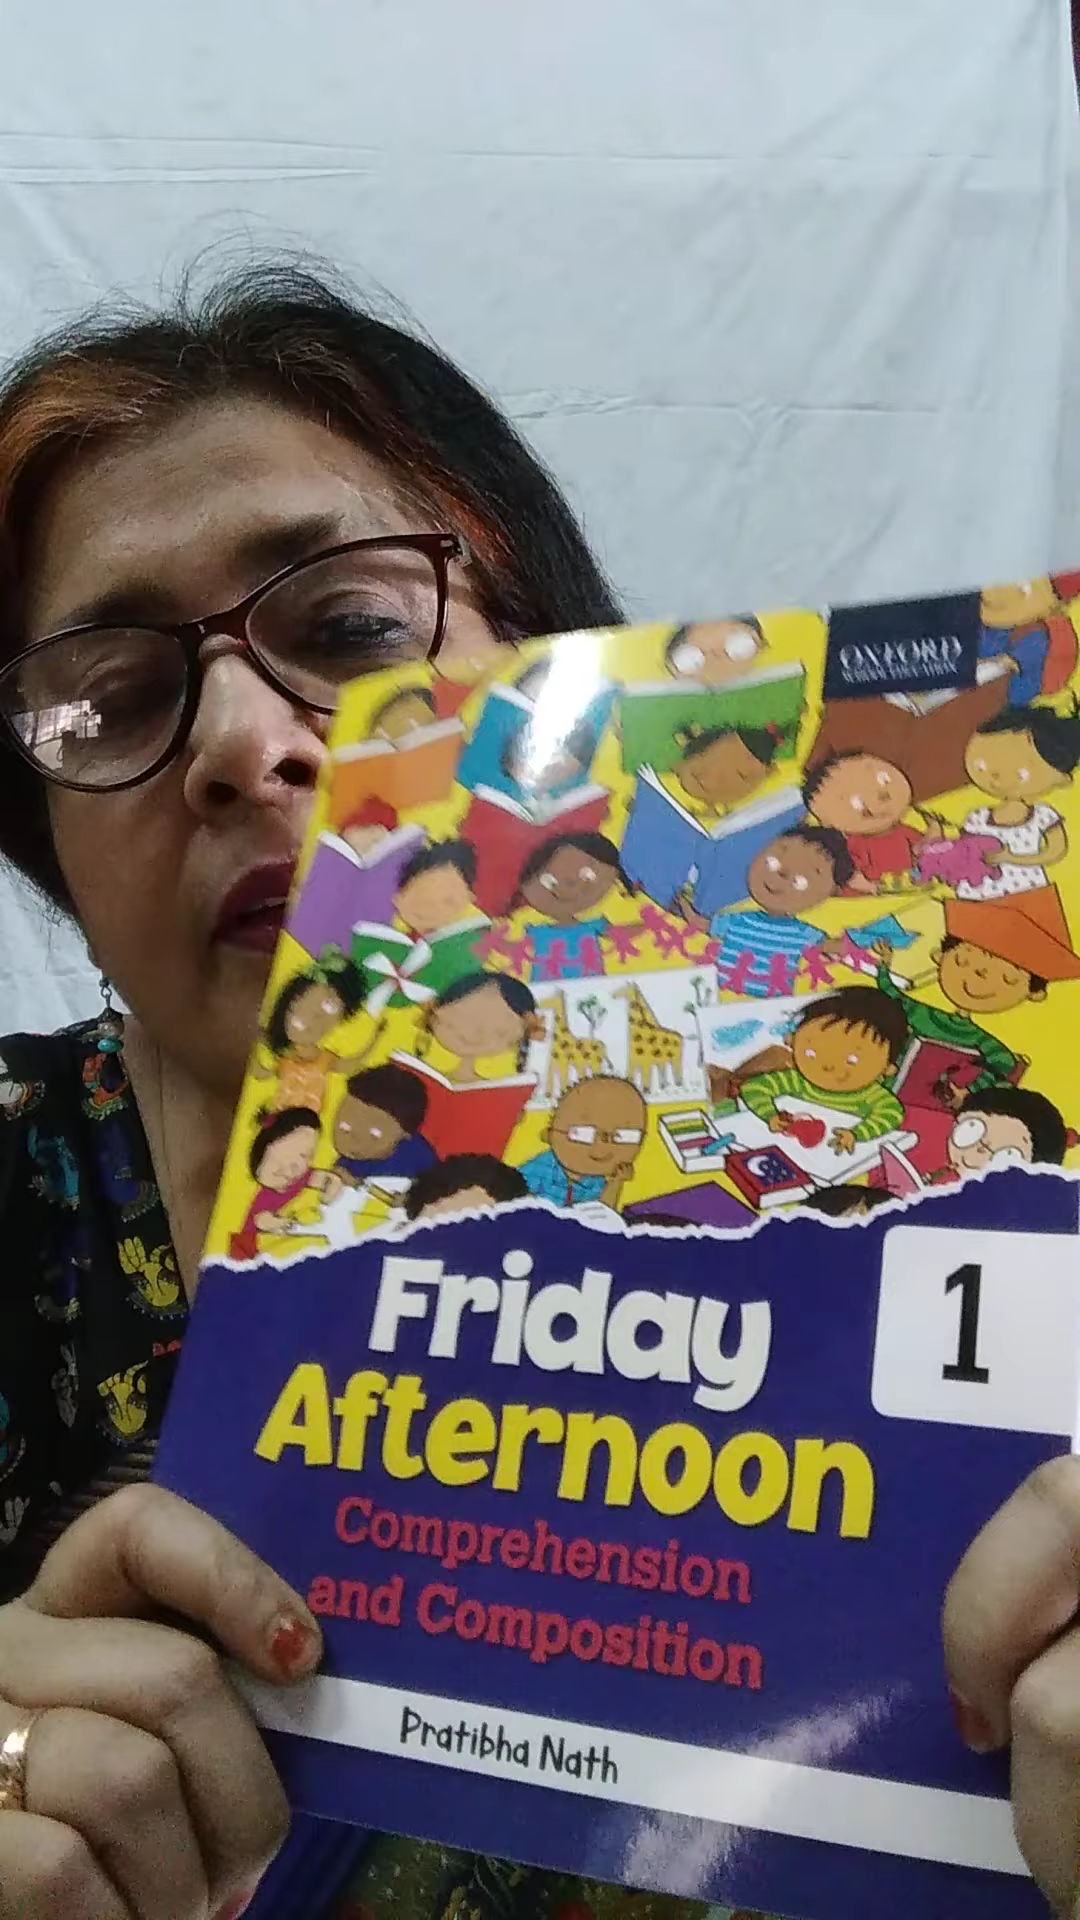 OXFORD
Friday
1
Afternoon
Comprehension
and Composition
Pratibha Nath